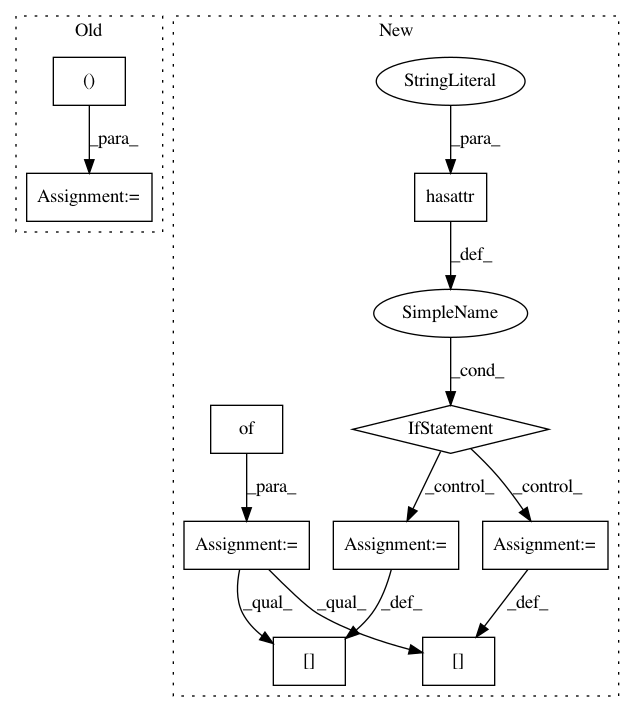 Old
New
()
StringLiteral
_para_
_para_
Assignment:=
hasattr
_def_
SimpleName
_cond_
of
IfStatement
_para_
_control_
_control_
Assignment:=
Assignment:=
Assignment:=
_qual_
_qual_
_def_
_def_
[]
[]